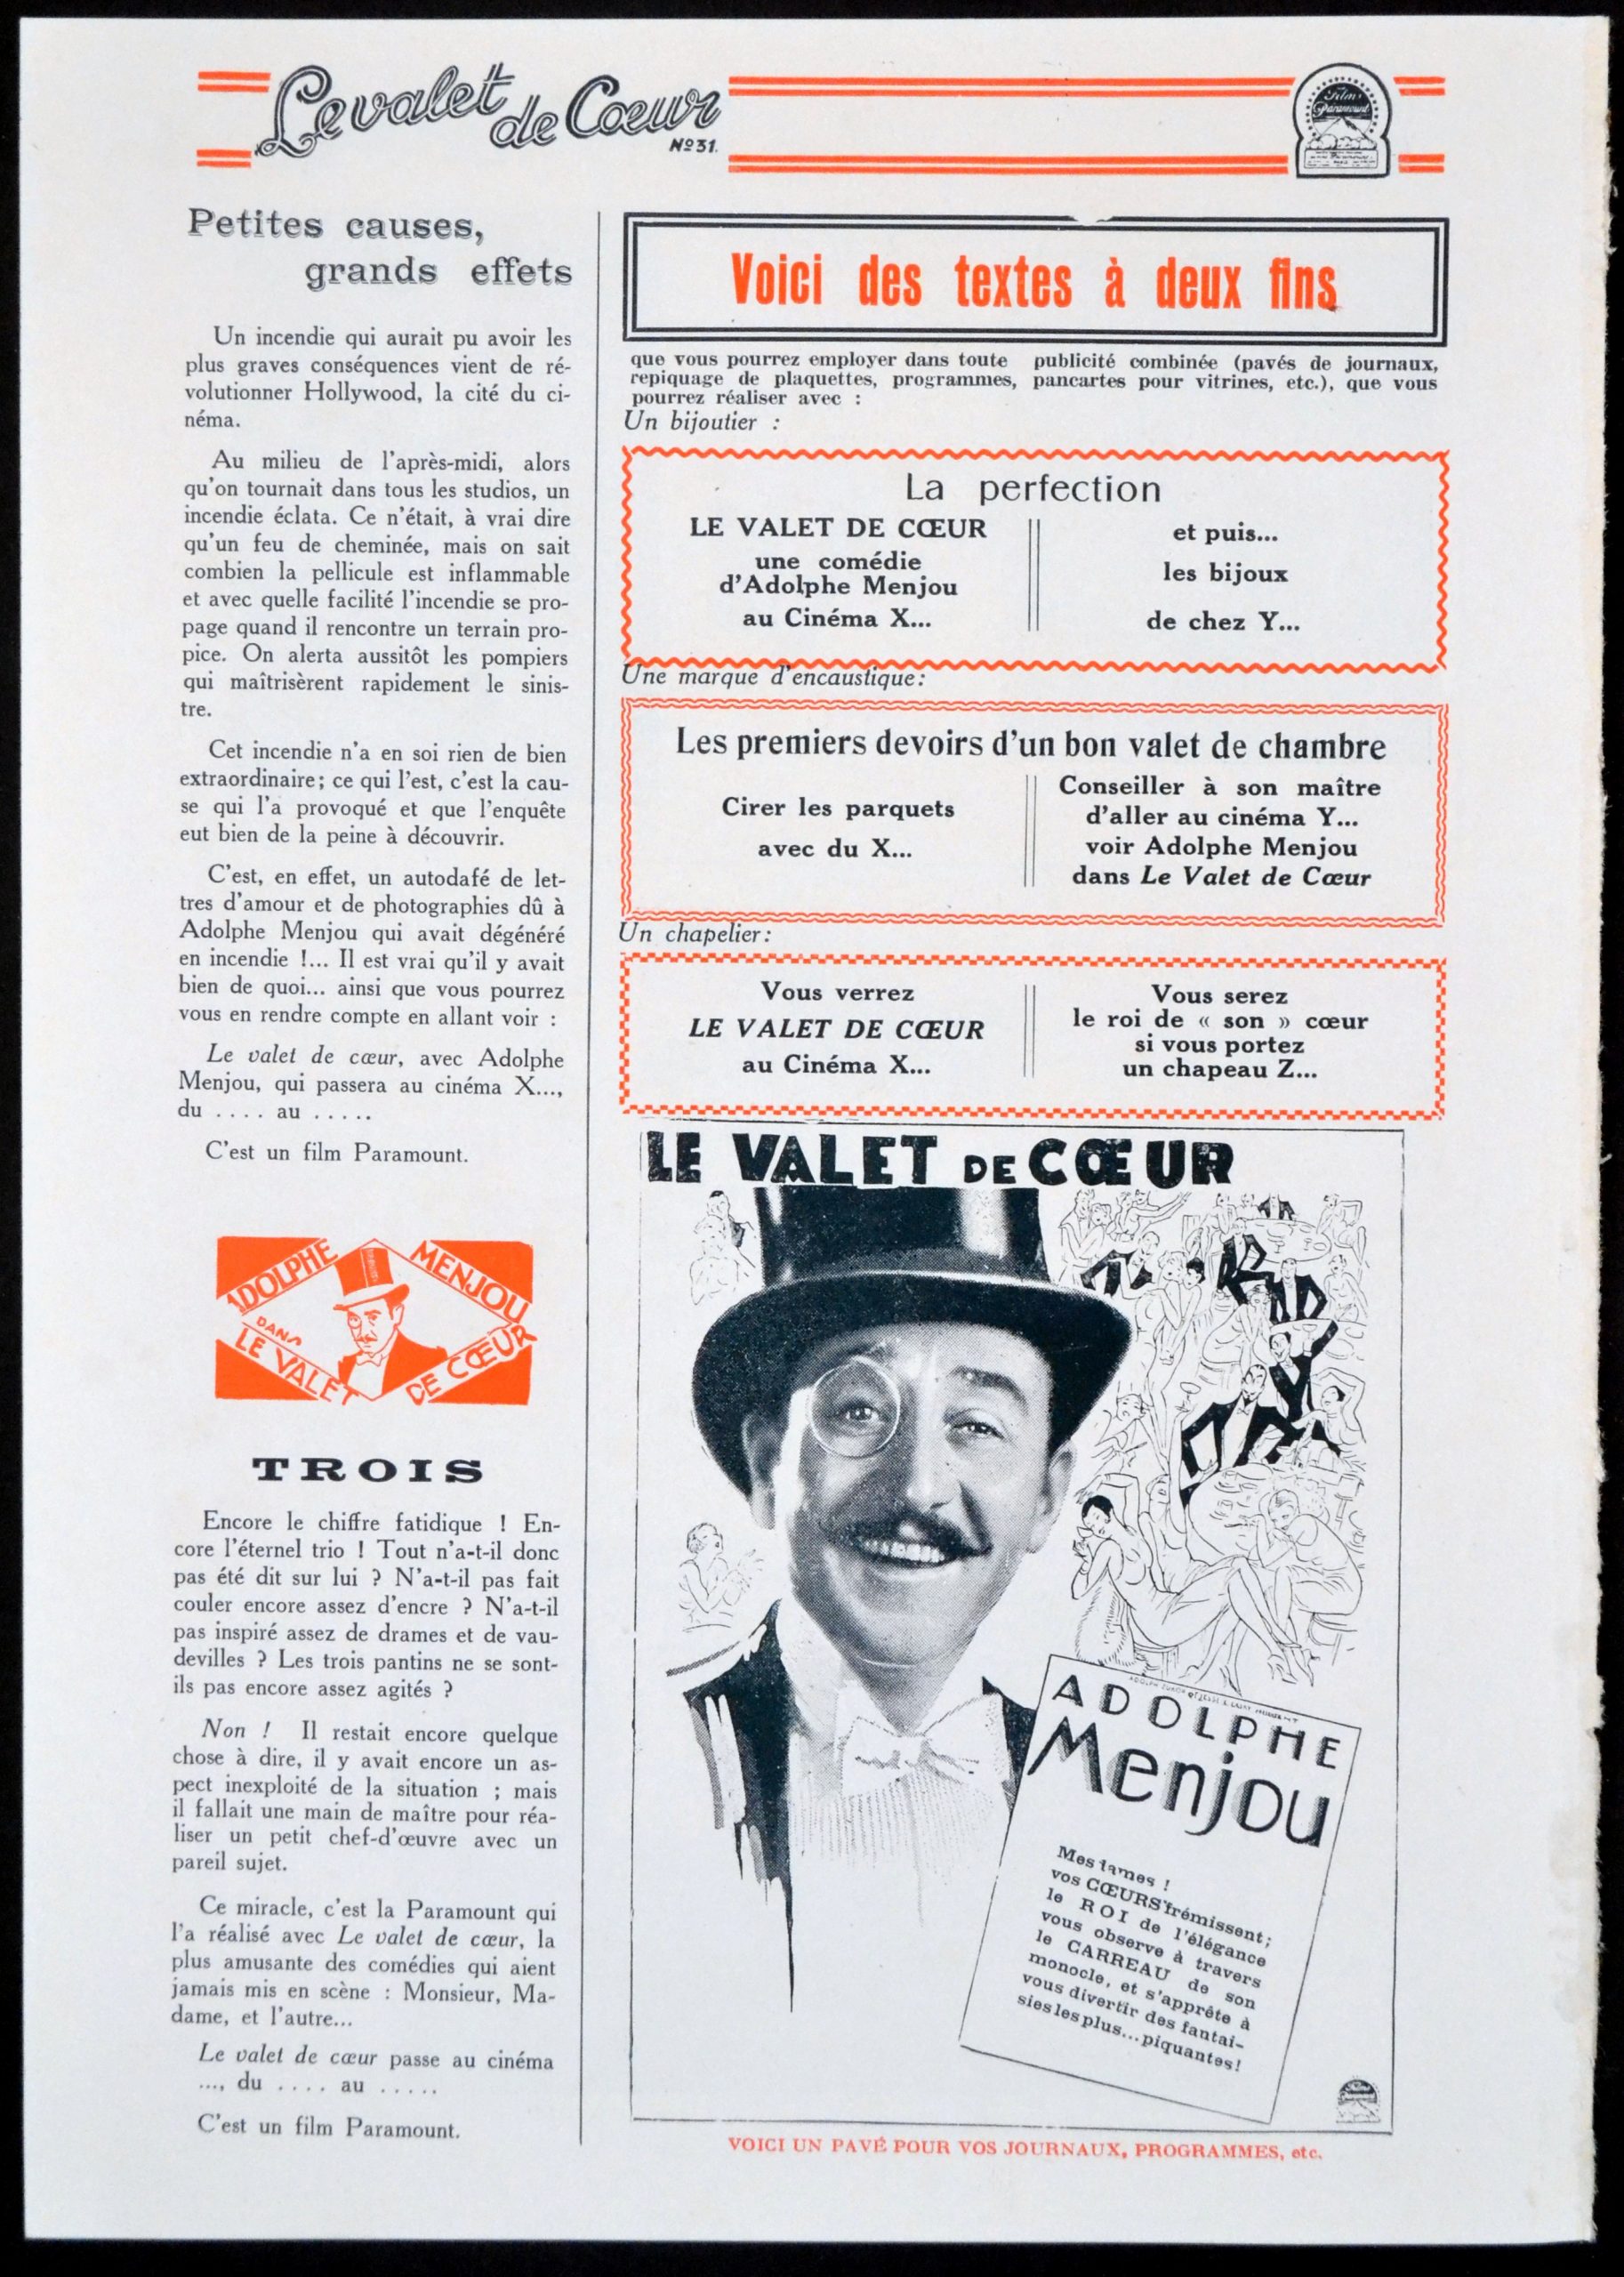 Le valet de Cœur
Nº 31.
Film
Paramount
Petites causes,
grands effets
Un incendie qui aurait pu avoir les
plus graves conséquences vient de ré-
volutionner Hollywood, la cité du ci-
néma.
Au milieu de l'après-midi, alors
qu'on tournait dans tous les studios, un
incendie éclata. Ce n'était, à vrai dire
qu'un feu de cheminée, mais on sait
combien la pellicule est inflammable
et avec quelle facilité l'incendie se pro-
page quand il rencontre un terrain pro-
pice. On alerta aussitôt les pompiers
qui maîtrisèrent rapidement le sinis-
tre.
Cet incendie n'a en soi rien de bien
extraordinaire; ce qui l'est, c'est la cau-
se qui l'a provoqué et que l'enquête
eut bien de la peine à découvrir.
C'est, en effet, un autodafé de let-
tres d'amour et de photographies dû à
Adolphe Menjou qui avait dégénéré
en incendie !... Il est vrai qu'il y avait
bien de quoi... ainsi que vous pourrez
vous en rendre compte en allant voir :
Le valet de cœur, avec Adolphe
Menjou, qui passera au cinéma X...,
du .... au .....
C'est un film Paramount.
ADOLPHE MENJOU
DANS
LE VALET DE CŒUR
TROIS
Encore le chiffre fatidique ! En-
core l'éternel trio ! Tout n'a-t-il donc
pas été dit sur lui ? N'a-t-il pas fait
couler encore assez d'encre ? N'a-t-il
pas inspiré assez de drames et de vau-
devilles ? Les trois pantins ne se sont-
ils pas encore assez agités ?
Non ! Il restait encore quelque
chose à dire, il y avait encore un as-
pect inexploité de la situation ; mais
il fallait une main de maître pour réa-
liser un petit chef-d'œuvre avec un
pareil sujet.
Ce miracle, c'est la Paramount qui
l'a réalisé avec Le valet de cœur, la
plus amusante des comédies qui aient
jamais mis en scène : Monsieur, Ma-
dame, et l'autre...
Le valet de cœur passe au cinéma
..., du .... au .....
C'est un film Paramount.
Voici des textes à deux fins
que vous pourrez employer dans toute publicité combinée (pavés de journaux,
repiquage de plaquettes, programmes, pancartes pour vitrines, etc.), que vous
pourrez réaliser avec :
Un bijoutier :
La perfection
LE VALET DE CŒUR
une comédie
d'Adolphe Menjou
au Cinéma X...
et puis...
les bijoux
de chez Y...
Une marque d'encaustique:
Les premiers devoirs d'un bon valet de chambre
Cirer les parquets
avec du X...
Conseiller à son maître
d'aller au cinéma Y...
voir Adolphe Menjou
dans Le Valet de Cœur
Un chapelier:
Vous verrez
LE VALET DE CŒUR
au Cinéma X...
Vous serez
le roi de « son » cœur
si vous portez
un chapeau Z...
LE VALET DE CŒUR
ADOLPHE
Menjou
Mes
vos CŒURS frémissent;
le ROI de l'élégance
vous observe à travers
le CARREAU de son
monocle, et s'apprête à
vous divertir des fantai-
sies les plus... piquantes!
VOICI UN PAVÉ POUR VOS JOURNAUX, PROGRAMMES, etc.